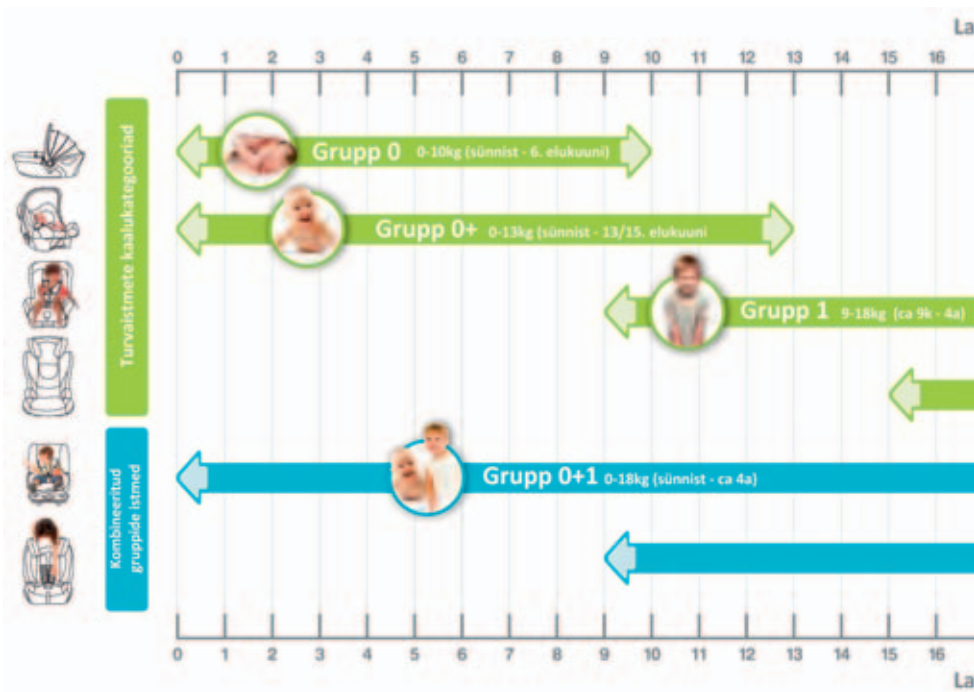 La
0 1 2 3 4 5 6 7 8 9 10 11 12 13 14 15 16
Turvaistmete kaalukategooriad
Grupp 0 0-10kg (sünnist - 6. elukuuni)
Grupp 0+ 0-13kg (sünnist - 13/15. elukuuni
Grupp 1 9-18kg (ca 9k - 4a)
Kombineeritud
gruppide istmed
Grupp 0+1 0-18kg (sünnist - ca 4a)
0 1 2 3 4 5 6 7 8 9 10 11 12 13 14 15 16
La